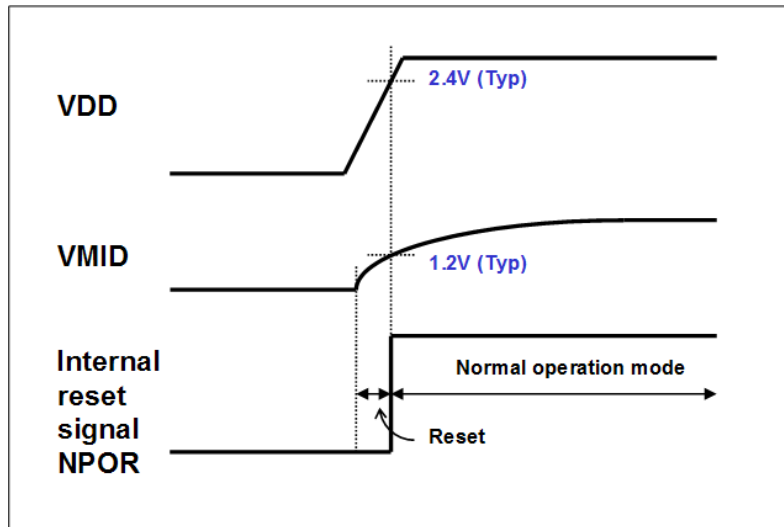 VDD
2.4V (Typ)
VMID
1.2V (Typ)
Internal
reset
signal
NPOR
Normal operation mode
Reset